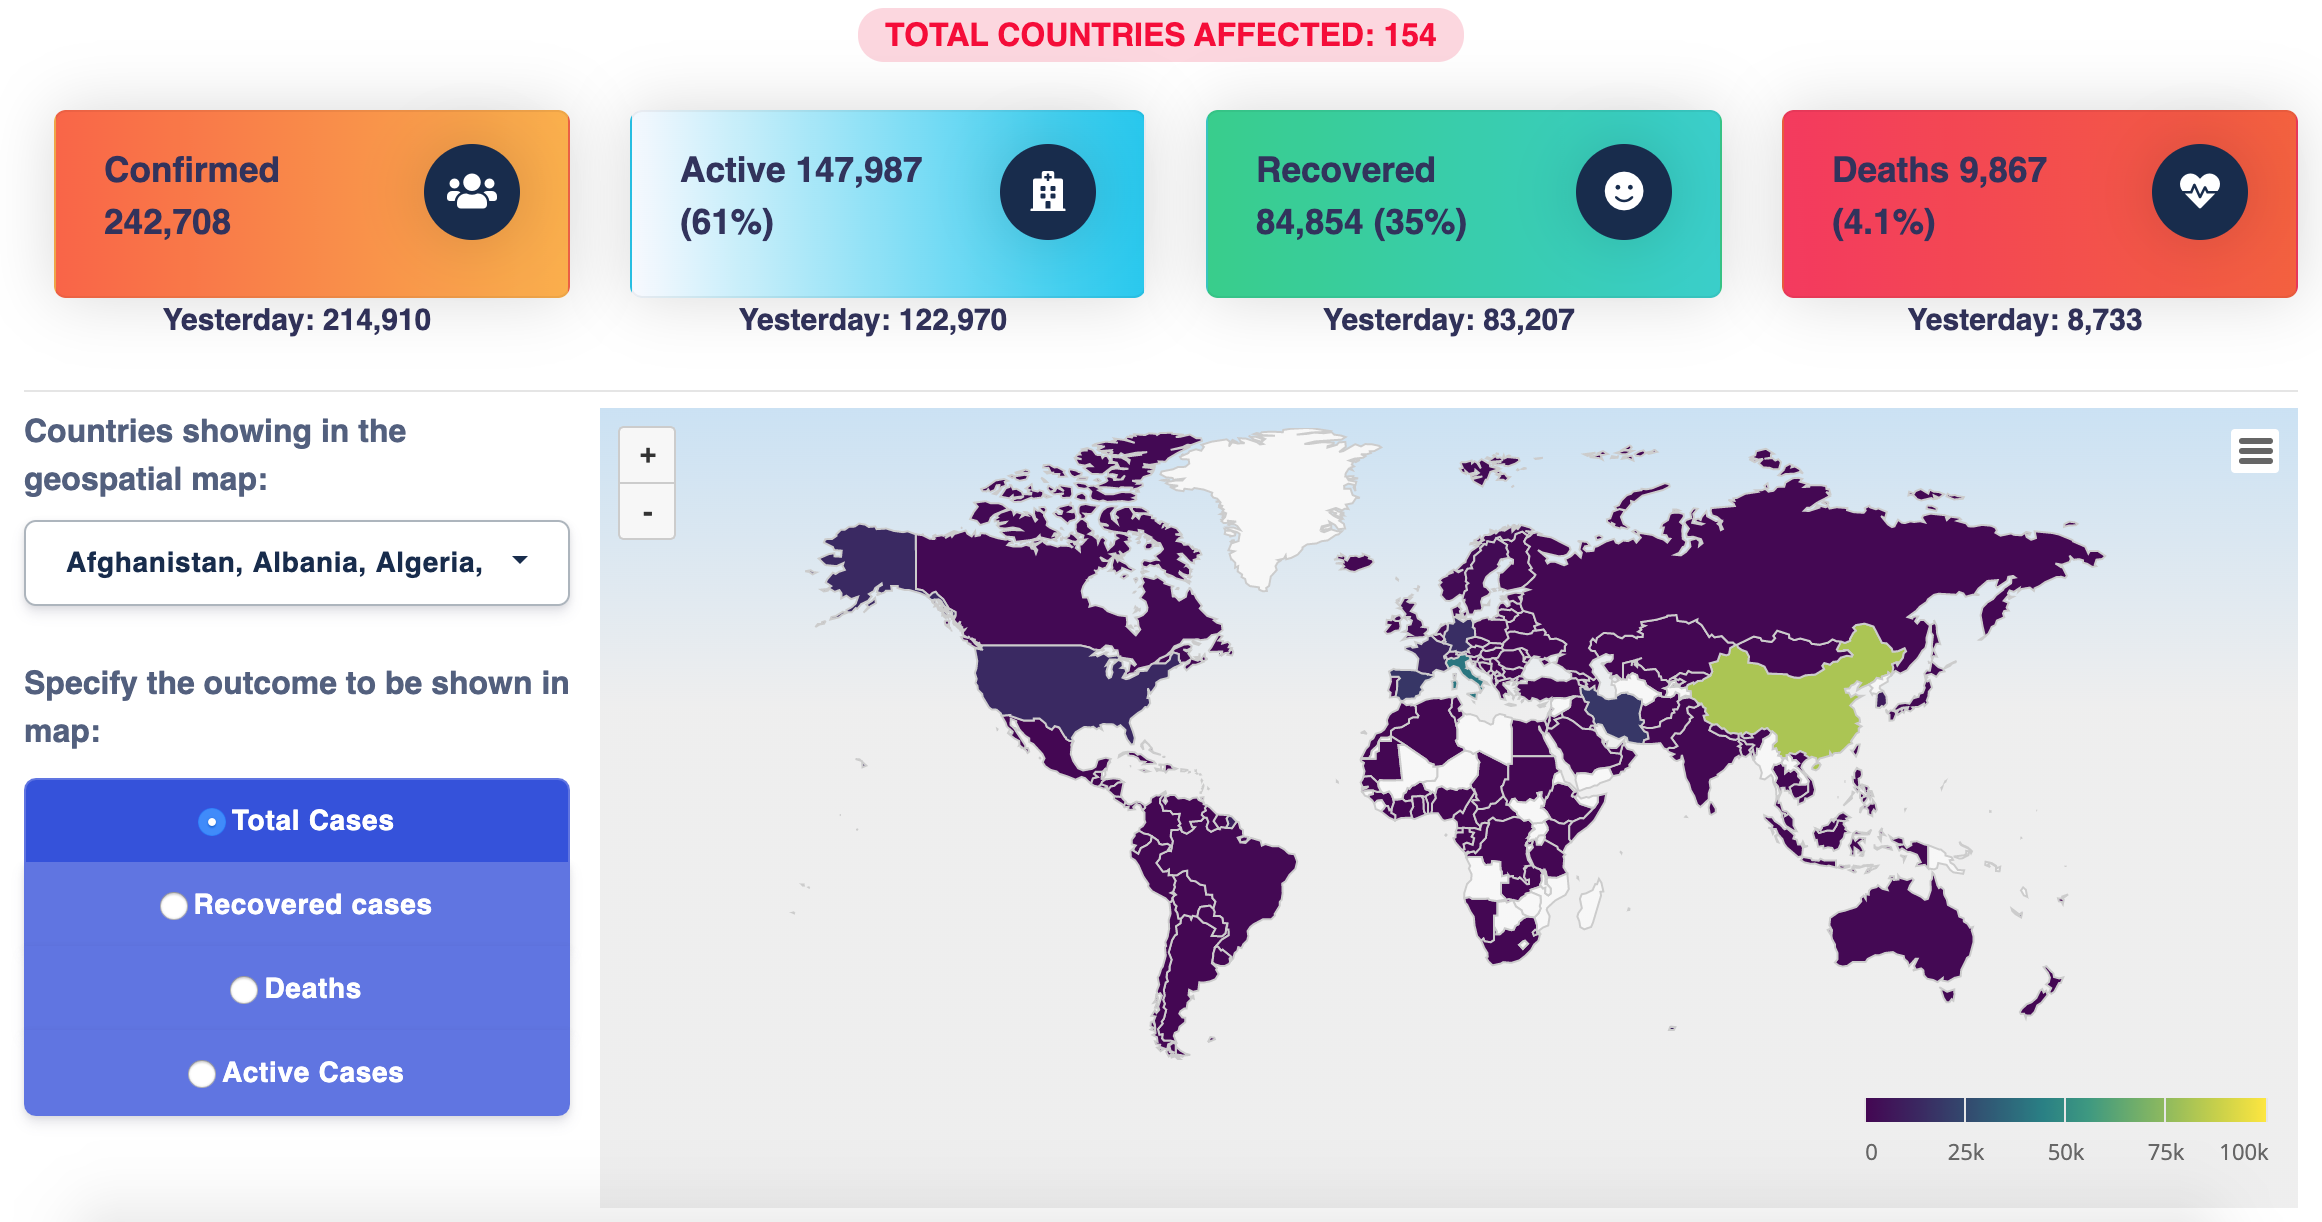 TOTAL COUNTRIES AFFECTED: 154
Confirmed
242,708
Yesterday: 214,910
Active 147,987
(61%)
Yesterday: 122,970
Recovered
84,854 (35%)
Yesterday: 83,207
Deaths 9,867
(4.1%)
Yesterday: 8,733
Countries showing in the
geospatial map:
Afghanistan, Albania, Algeria,
Specify the outcome to be shown in
map:
Total Cases
Recovered cases
Deaths
Active Cases
+
-
0 25k 50k 75k 100k